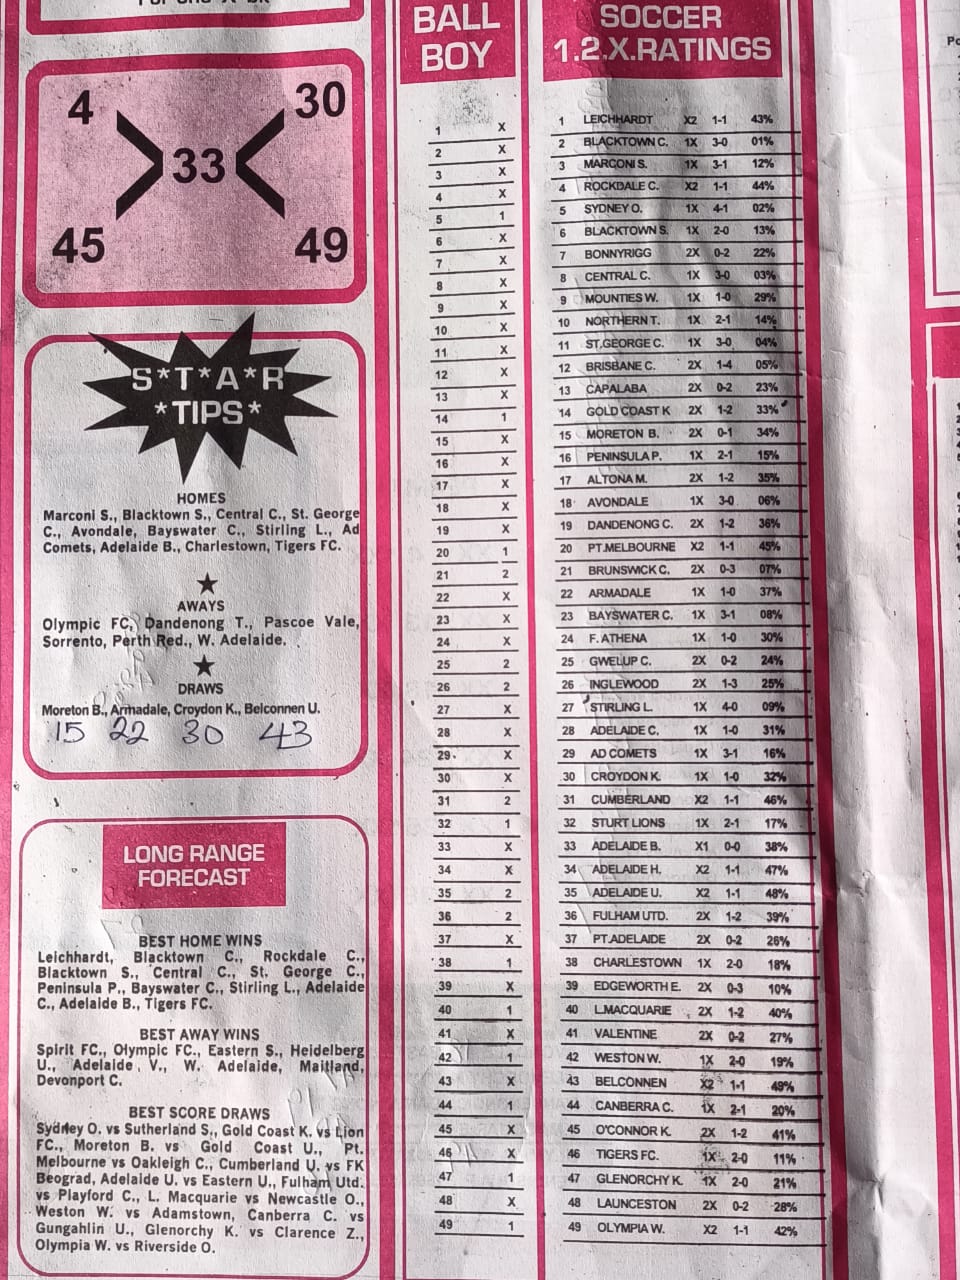 4 30
33
45 49
S*T*A*R
*TIPS*
HOMES
Marconi S., Blacktown S., Central C., St. George
C., Avondale, Bayswater C., Stirling L., Ad
Comets, Adelaide B., Charlestown, Tigers FC.
AWAYS
Olympic FC, Dandenong T., Pascoe Vale,
Sorrento, Perth Red., W. Adelaide.
DRAWS
Moreton B., Armadale, Croydon K., Belconnen U.
15 22 30 43
LONG RANGE
FORECAST
BEST HOME WINS
Leichhardt, Blacktown C., Rockdale C.,
Blacktown S., Central C., St. George C.,
Peninsula P., Bayswater C., Stirling L., Adelaide
C., Adelaide B., Tigers FC.
BEST AWAY WINS
Spirit FC., Olympic FC., Eastern S., Heidelberg
U., Adelaide V., W. Adelaide, Maitland,
Devonport C.
BEST SCORE DRAWS
Sydney O. vs Sutherland S., Gold Coast K. vs Lion
FC., Moreton B. vs Gold Coast U., Pt.
Melbourne vs Oakleigh C., Cumberland U. vs FK
Beograd, Adelaide U. vs Eastern U., Fulham Utd.
vs Playford C., L. Macquarie vs Newcastle O.,
Weston W. vs Adamstown, Canberra C. vs
Gungahlin U., Glenorchy K. vs Clarence Z.,
Olympia W. vs Riverside O.
BALL
BOY
1 X
2 X
3 X
4 X
5 1
6 X
7 X
8 X
9 X
10 X
11 X
12 X
13 X
14 1
15 X
16 X
17 X
18 X
19 X
20 1
21 2
22 X
23 X
24 X
25 2
26 2
27 X
28 X
29 X
30 X
31 2
32 1
33 X
34 X
35 2
36 2
37 X
38 1
39 X
40 1
41 X
42 1
43 X
44 1
45 X
46 X
47 1
48 X
49 1
SOCCER
1.2.X.RATINGS
1 LEICHHARDT X2 1-1 43%
2 BLACKTOWN C. 1X 3-0 01%
3 MARCONI S. 1X 3-1 12%
4 ROCKDALE C. X2 1-1 44%
5 SYDNEY O. 1X 4-1 02%
6 BLACKTOWN S. 1X 2-0 13%
7 BONNYRIGG 2X 0-2 22%
8 CENTRAL C. 1X 3-0 03%
9 MOUNTIES W. 1X 1-0 29%
10 NORTHERN T. 1X 2-1 14%
11 ST.GEORGE C. 1X 3-0 04%
12 BRISBANE C. 2X 1-4 05%
13 CAPALABA 2X 0-2 23%
14 GOLD COAST K 2X 1-2 33%
15 MORETON B. 2X 0-1 34%
16 PENINSULA P. 1X 2-1 15%
17 ALTONA M. 2X 1-2 35%
18 AVONDALE 1X 3-0 06%
19 DANDENONG C. 2X 1-2 36%
20 PT.MELBOURNE X2 1-1 45%
21 BRUNSWICK C. 2X 0-3 07%
22 ARMADALE 1X 1-0 37%
23 BAYSWATER C. 1X 3-1 08%
24 F. ATHENA 1X 1-0 30%
25 GWELUP C. 2X 0-2 24%
26 INGLEWOOD 2X 1-3 25%
27 STIRLING L. 1X 4-0 09%
28 ADELAIDE C. 1X 1-0 31%
29 AD COMETS 1X 3-1 16%
30 CROYDON K. 1X 1-0 32%
31 CUMBERLAND X2 1-1 46%
32 STURT LIONS 1X 2-1 17%
33 ADELAIDE B. X1 0-0 38%
34 ADELAIDE H. X2 1-1 47%
35 ADELAIDE U. X2 1-1 48%
36 FULHAM UTD. 2X 1-2 39%
37 PT.ADELAIDE 2X 0-2 26%
38 CHARLESTOWN 1X 2-0 18%
39 EDGEWORTH E. 2X 0-3 10%
40 L.MACQUARIE 2X 1-2 40%
41 VALENTINE 2X 0-2 27%
42 WESTON W. 1X 2-0 19%
43 BELCONNEN X2 1-1 49%
44 CANBERRA C. 1X 2-1 20%
45 O'CONNOR K. 2X 1-2 41%
46 TIGERS FC. 1X 2-0 11%
47 GLENORCHY K. 1X 2-0 21%
48 LAUNCESTON 2X 0-2 28%
49 OLYMPIA W. X2 1-1 42%